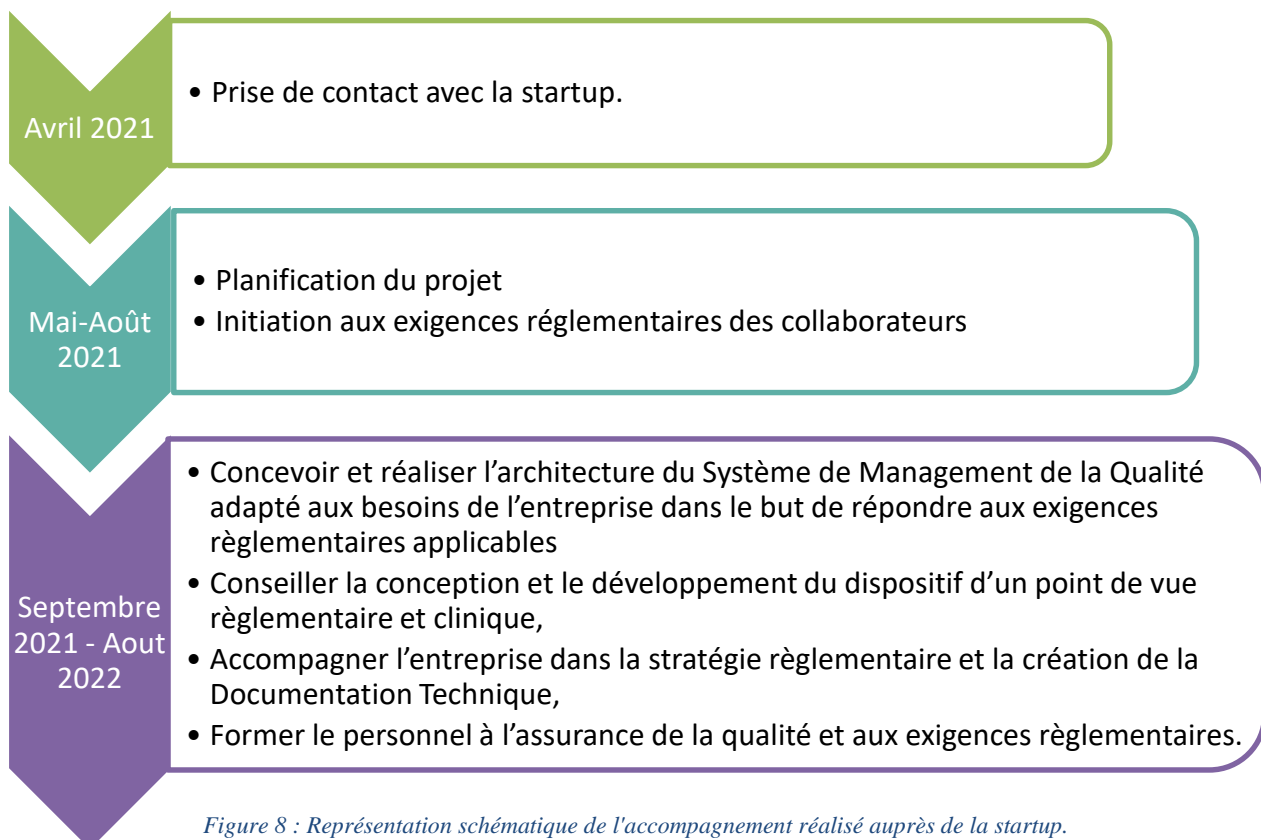 Avril 2021
• Prise de contact avec la startup.
Mai-Août
2021
• Planification du projet
• Initiation aux exigences réglementaires des collaborateurs
Septembre
2021 - Aout
2022
• Concevoir et réaliser l’architecture du Système de Management de la Qualité
adapté aux besoins de l’entreprise dans le but de répondre aux exigences
règlementaires applicables
• Conseiller la conception et le développement du dispositif d’un point de vue
règlementaire et clinique,
• Accompagner l’entreprise dans la stratégie règlementaire et la création de la
Documentation Technique,
• Former le personnel à l’assurance de la qualité et aux exigences règlementaires.
Figure 8 : Représentation schématique de l'accompagnement réalisé auprès de la startup.